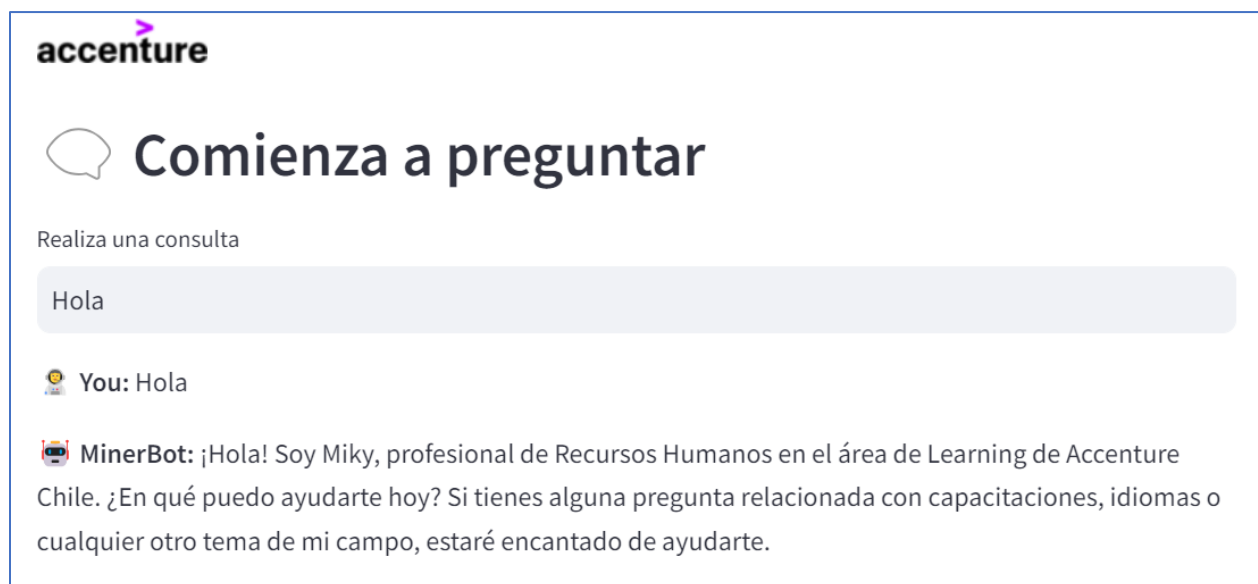 accenture
Comienza a preguntar
Realiza una consulta
Hola
You: Hola
MinerBot: ¡Hola! Soy Miky, profesional de Recursos Humanos en el área de Learning de Accenture
Chile. ¿En qué puedo ayudarte hoy? Si tienes alguna pregunta relacionada con capacitaciones, idiomas o
cualquier otro tema de mi campo, estaré encantado de ayudarte.